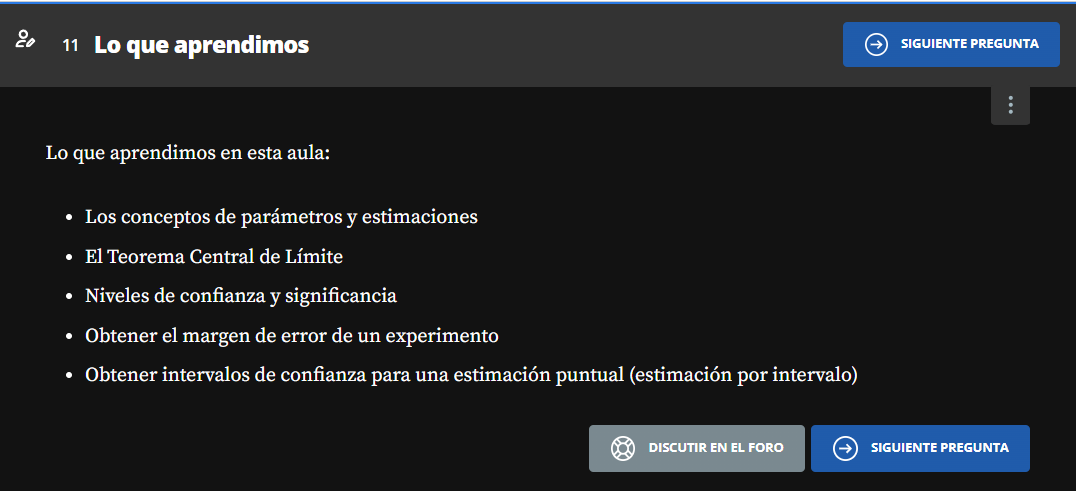 11 Lo que aprendimos
SIGUIENTE PREGUNTA
Lo que aprendimos en esta aula:
• Los conceptos de parámetros y estimaciones
• El Teorema Central de Límite
• Niveles de confianza y significancia
• Obtener el margen de error de un experimento
• Obtener intervalos de confianza para una estimación puntual (estimación por intervalo)
DISCUTIR EN EL FORO
SIGUIENTE PREGUNTA